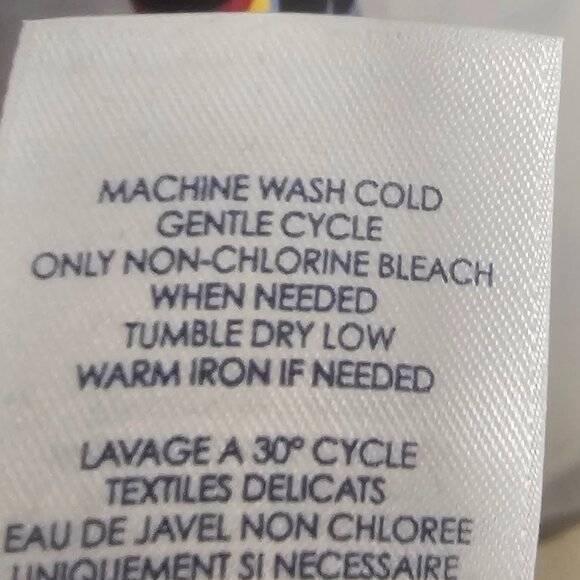 MACHINE WASH COLD
GENTLE CYCLE
ONLY NON-CHLORINE BLEACH
WHEN NEEDED
TUMBLE DRY LOW
WARM IRON IF NEEDED
LAVAGE A 30° CYCLE
TEXTILES DELICATS
EAU DE JAVEL NON CHLOREE
UNIQUEMENT SI NECESSAIRE